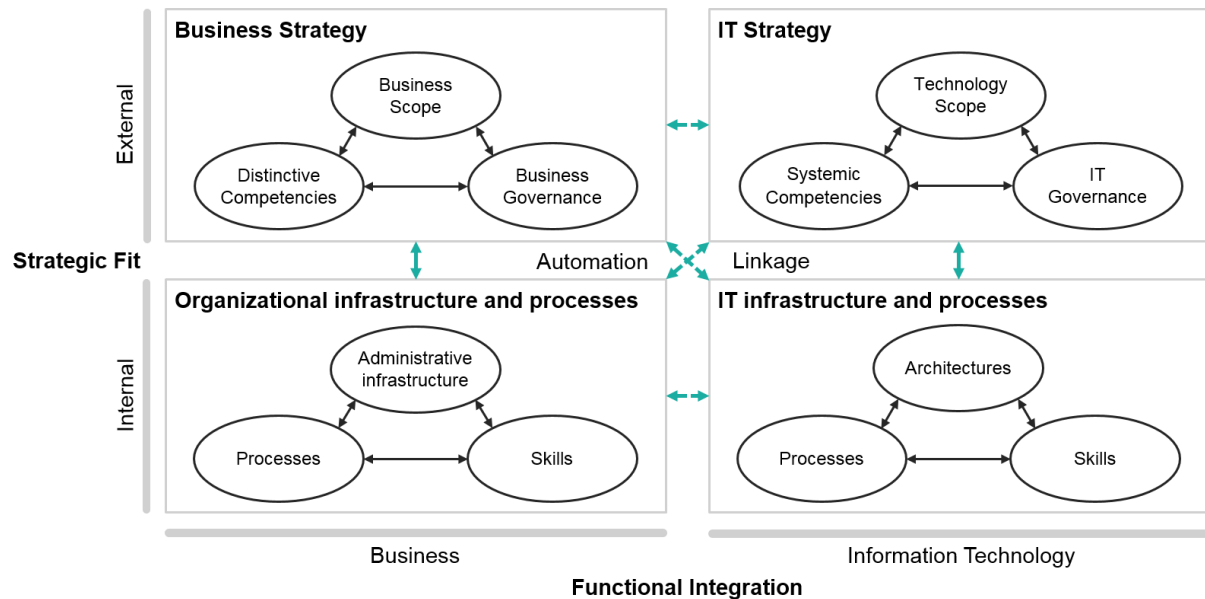 Business Strategy
IT Strategy
Business
Scope
Technology
Scope
External
Distinctive
Competencies
Business
Governance
Systemic
Competencies
IT
Governance
Strategic Fit
Automation
Linkage
Organizational infrastructure and processes
IT infrastructure and processes
Administrative
infrastructure
Architectures
Internal
Processes
Skills
Processes
Skills
Business
Information Technology
Functional Integration